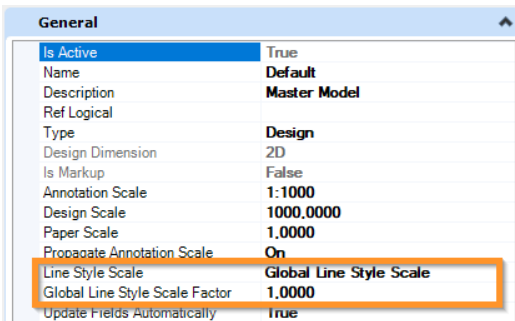 General
Is Active True
Name Default
Description Master Model
Ref Logical
Type Design
Design Dimension 2D
Is Markup False
Annotation Scale 1:1000
Design Scale 1000,0000
Paper Scale 1,0000
Propagate Annotation Scale On
Line Style Scale Global Line Style Scale
Global Line Style Scale Factor 1,0000
Update Fields Automatically True